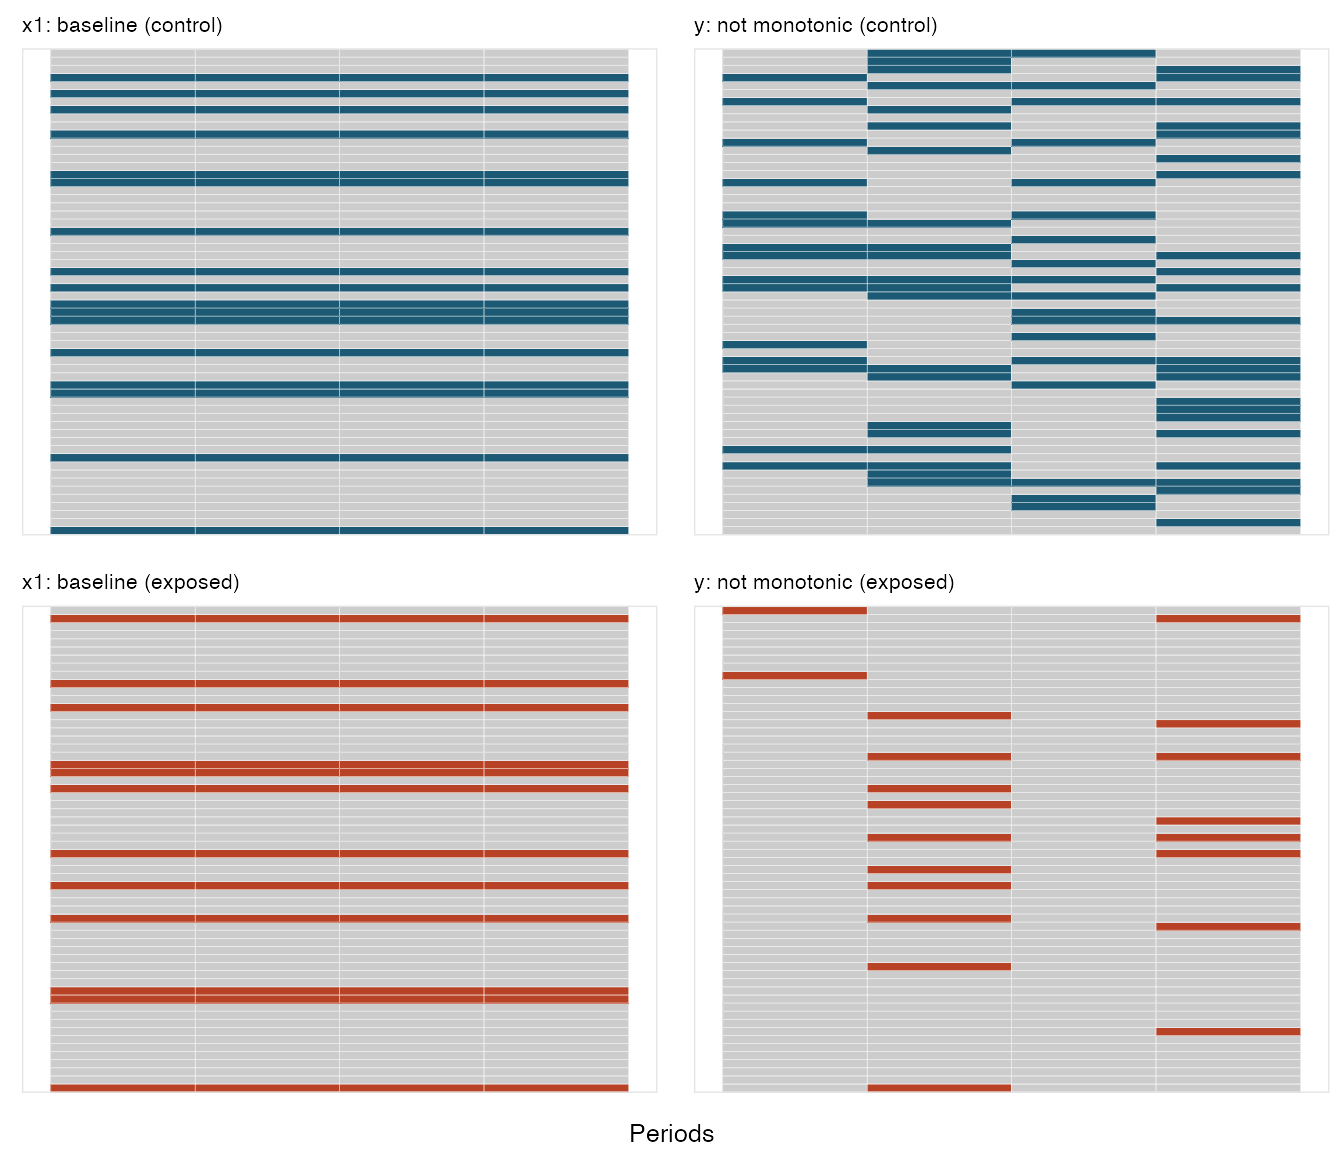 x1: baseline (control)
y: not monotonic (control)
x1: baseline (exposed)
y: not monotonic (exposed)
Periods